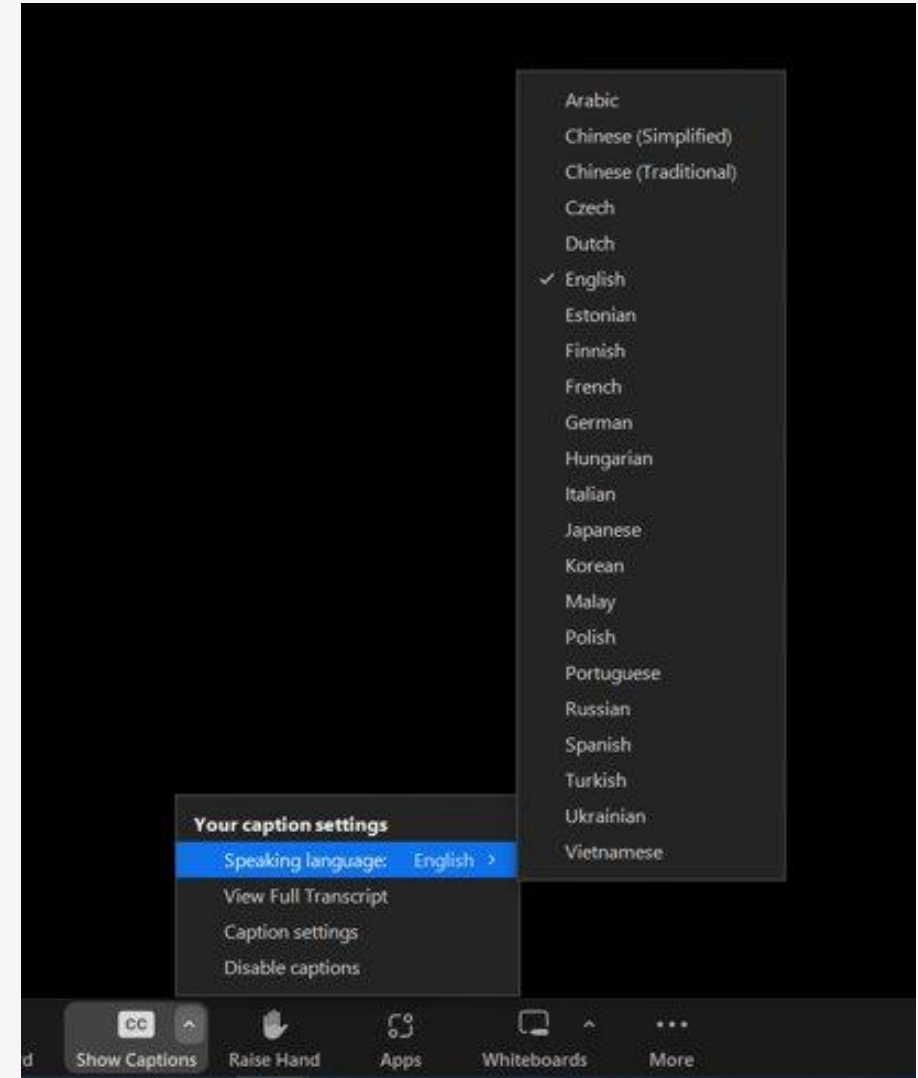 Arabic
Chinese (Simplified)
Chinese (Traditional)
Czech
Dutch
English
Estonian
Finnish
French
German
Hungarian
Italian
Japanese
Korean
Malay
Polish
Portuguese
Russian
Spanish
Turkish
Ukrainian
Vietnamese
Your caption settings
Speaking language: English
View Full Transcript
Caption settings
Disable captions
CC
Show Captions Raise Hand Apps Whiteboards More